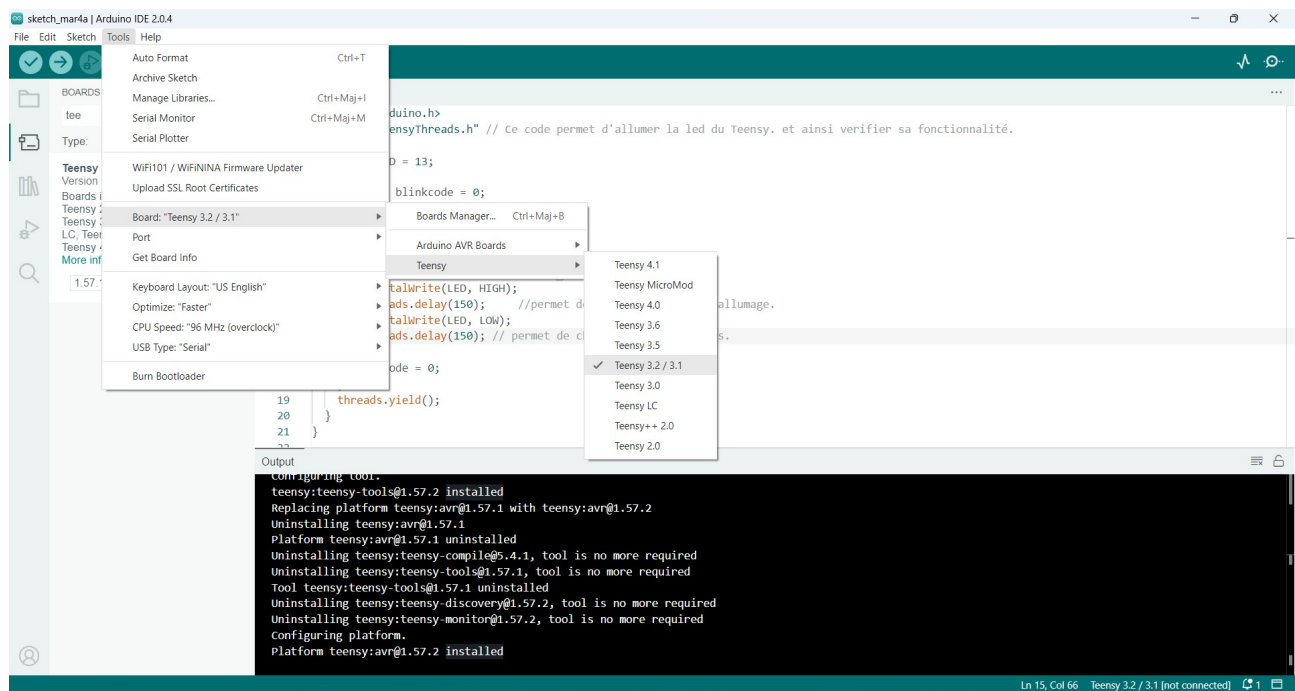 sketch_mar4a | Arduino IDE 2.0.4
File Edit Sketch Tools Help
Auto Format Ctrl+T
Archive Sketch
Manage Libraries... Ctrl+Maj+I
Serial Monitor Ctrl+Maj+M
Serial Plotter
WiFi101 / WiFiNINA Firmware Updater
Upload SSL Root Certificates
Board: "Teensy 3.2 / 3.1"
Port
Get Board Info
Keyboard Layout: "US English"
Optimize: "Faster"
CPU Speed: "96 MHz (overclock)"
USB Type: "Serial"
Burn Bootloader
Boards Manager... Ctrl+Maj+B
Arduino AVR Boards
Teensy
Teensy 4.1
Teensy MicroMod
Teensy 4.0
Teensy 3.6
Teensy 3.5
Teensy 3.2 / 3.1
Teensy 3.0
Teensy LC
Teensy++ 2.0
Teensy 2.0
BOARDS
tee
Type:
Teensy
Version
Boards i
Teensy
Teensy
LC, Teen
Teensy
More inf
1.57.
duino.h>
ensyThreads.h" // Ce code permet d'allumer la led du Teensy. et ainsi verifier sa fonctionnalité.
D = 13;
blinkcode = 0;
talWrite(LED, HIGH);
ads.delay(150); //permet d allumage.
talWrite(LED, LOW);
ads.delay(150); // permet de c s.
ode = 0;
19 threads.yield();
20 }
21 }
22
Output
Configuring tool.
teensy:teensy-tools@1.57.2 installed
Replacing platform teensy:avr@1.57.1 with teensy:avr@1.57.2
Uninstalling teensy:avr@1.57.1
Platform teensy:avr@1.57.1 uninstalled
Uninstalling teensy:teensy-compile@5.4.1, tool is no more required
Uninstalling teensy:teensy-tools@1.57.1, tool is no more required
Tool teensy:teensy-tools@1.57.1 uninstalled
Uninstalling teensy:teensy-discovery@1.57.2, tool is no more required
Uninstalling teensy:teensy-monitor@1.57.2, tool is no more required
Configuring platform.
Platform teensy:avr@1.57.2 installed
Ln 15, Col 66 Teensy 3.2 / 3.1 [not connected] 1